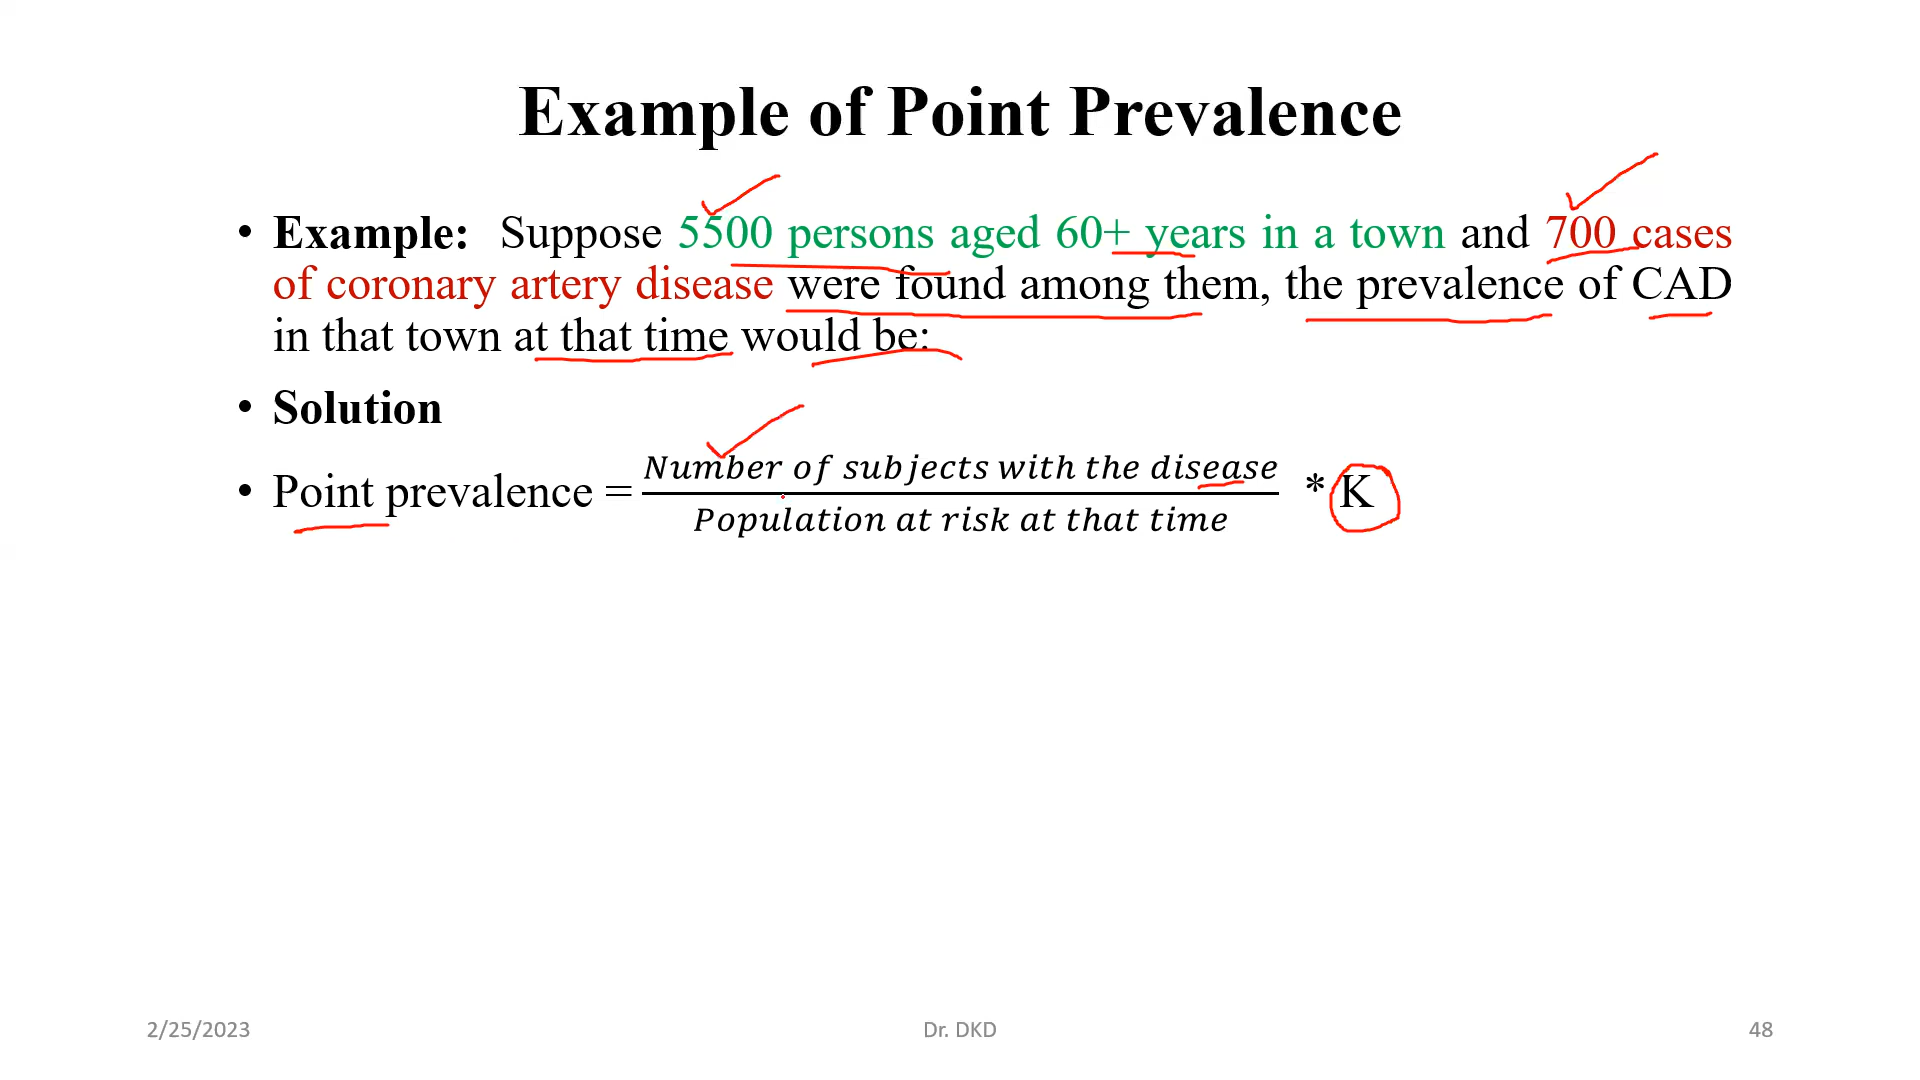 Example of Point Prevalence
• Example: Suppose 5500 persons aged 60+ years in a town and 700 cases
of coronary artery disease were found among them, the prevalence of CAD
in that town at that time would be:
• Solution
• Point prevalence = Number of subjects with the disease / Population at risk at that time * K
2/25/2023 Dr. DKD 48